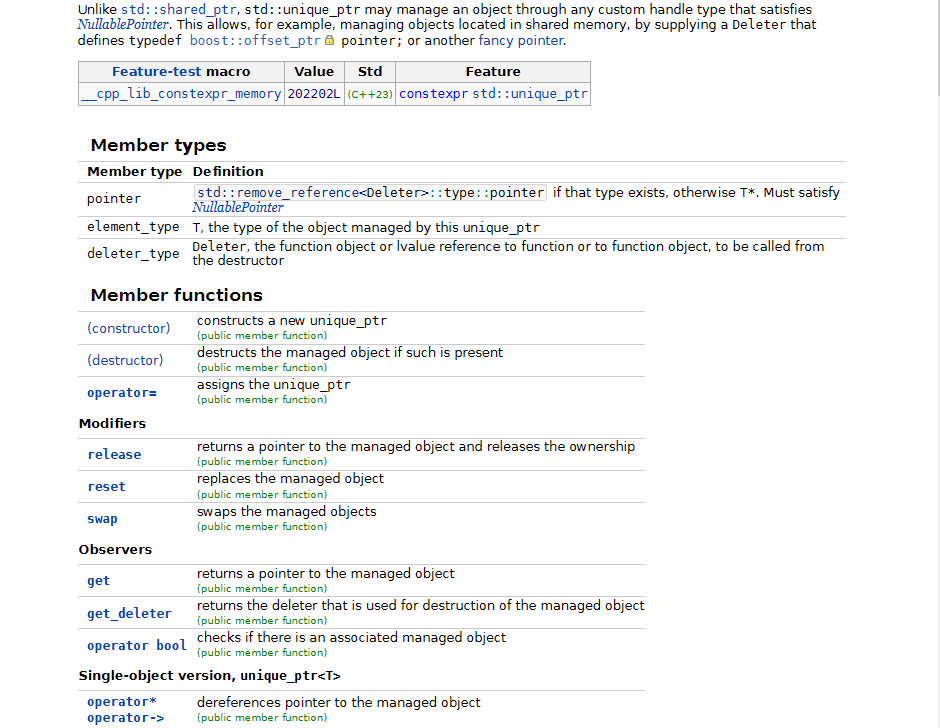 Unlike std::shared_ptr, std::unique_ptr may manage an object through any custom handle type that satisfies
NullablePointer. This allows, for example, managing objects located in shared memory, by supplying a Deleter that
defines typedef boost::offset_ptr pointer; or another fancy pointer.
Feature-test macro Value Std Feature
__cpp_lib_constexpr_memory 202202L (C++23) constexpr std::unique_ptr
Member types
Member type Definition
pointer std::remove_reference<Deleter>::type::pointer if that type exists, otherwise T*. Must satisfy
NullablePointer
element_type T, the type of the object managed by this unique_ptr
deleter_type Deleter, the function object or lvalue reference to function or to function object, to be called from
the destructor
Member functions
(constructor) constructs a new unique_ptr
(public member function)
(destructor) destructs the managed object if such is present
(public member function)
operator= assigns the unique_ptr
(public member function)
Modifiers
release returns a pointer to the managed object and releases the ownership
(public member function)
reset replaces the managed object
(public member function)
swap swaps the managed objects
(public member function)
Observers
get returns a pointer to the managed object
(public member function)
get_deleter returns the deleter that is used for destruction of the managed object
(public member function)
operator bool checks if there is an associated managed object
(public member function)
Single-object version, unique_ptr<T>
operator* dereferences pointer to the managed object
operator-> (public member function)